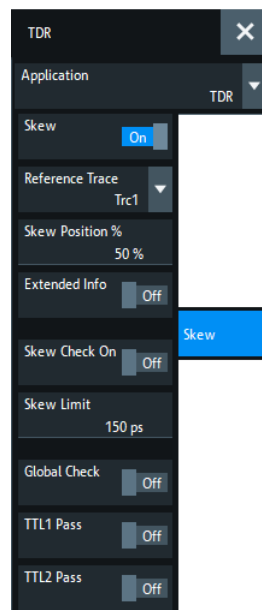 TDR
Application
TDR
Skew
On
Reference Trace
Trc1
Skew Position %
50 %
Extended Info
Off
Skew
Skew Check On
Off
Skew Limit
150 ps
Global Check
Off
TTL1 Pass
Off
TTL2 Pass
Off